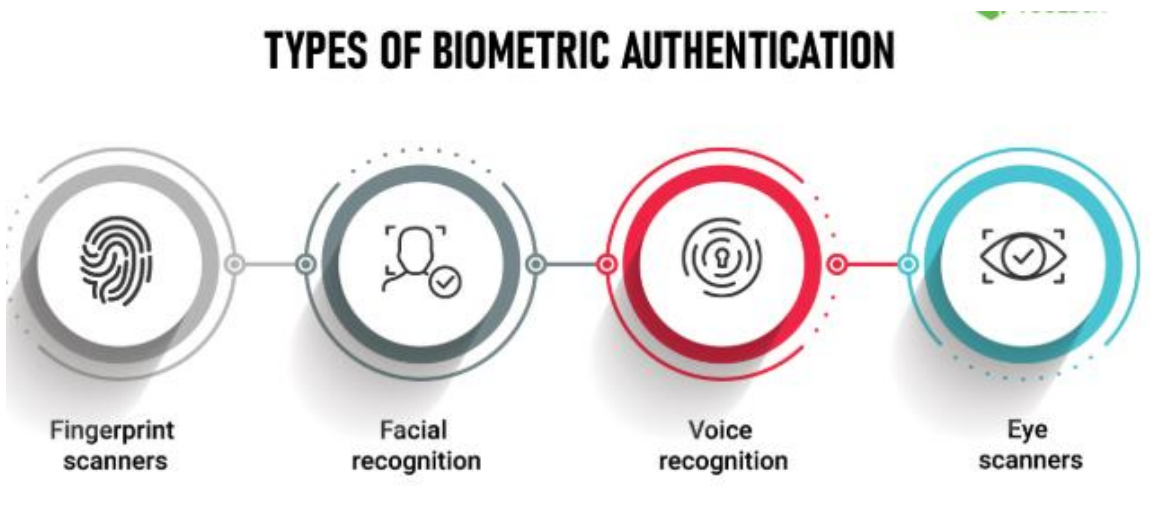 TYPES OF BIOMETRIC AUTHENTICATION
Fingerprint
scanners
Facial
recognition
Voice
recognition
Eye
scanners